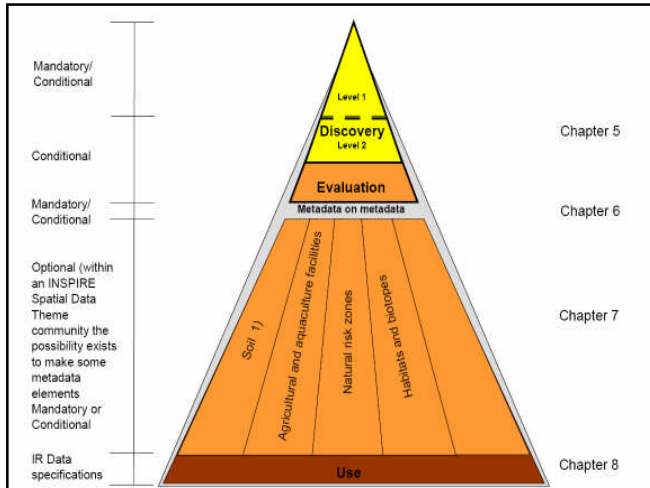 Mandatory/
Conditional
Level 1
Discovery
Level 2
Chapter 5
Conditional
Evaluation
Mandatory/
Conditional
Metadata on metadata
Chapter 6
Optional (within
an INSPIRE
Spatial Data
Theme
community the
possibility exists
to make some
metadata
elements
Mandatory or
Conditional
Soil 1)
Agricultural and aquaculture facilities
Natural risk zones
Habitats and biotopes
Chapter 7
IR Data
specifications
Use
Chapter 8